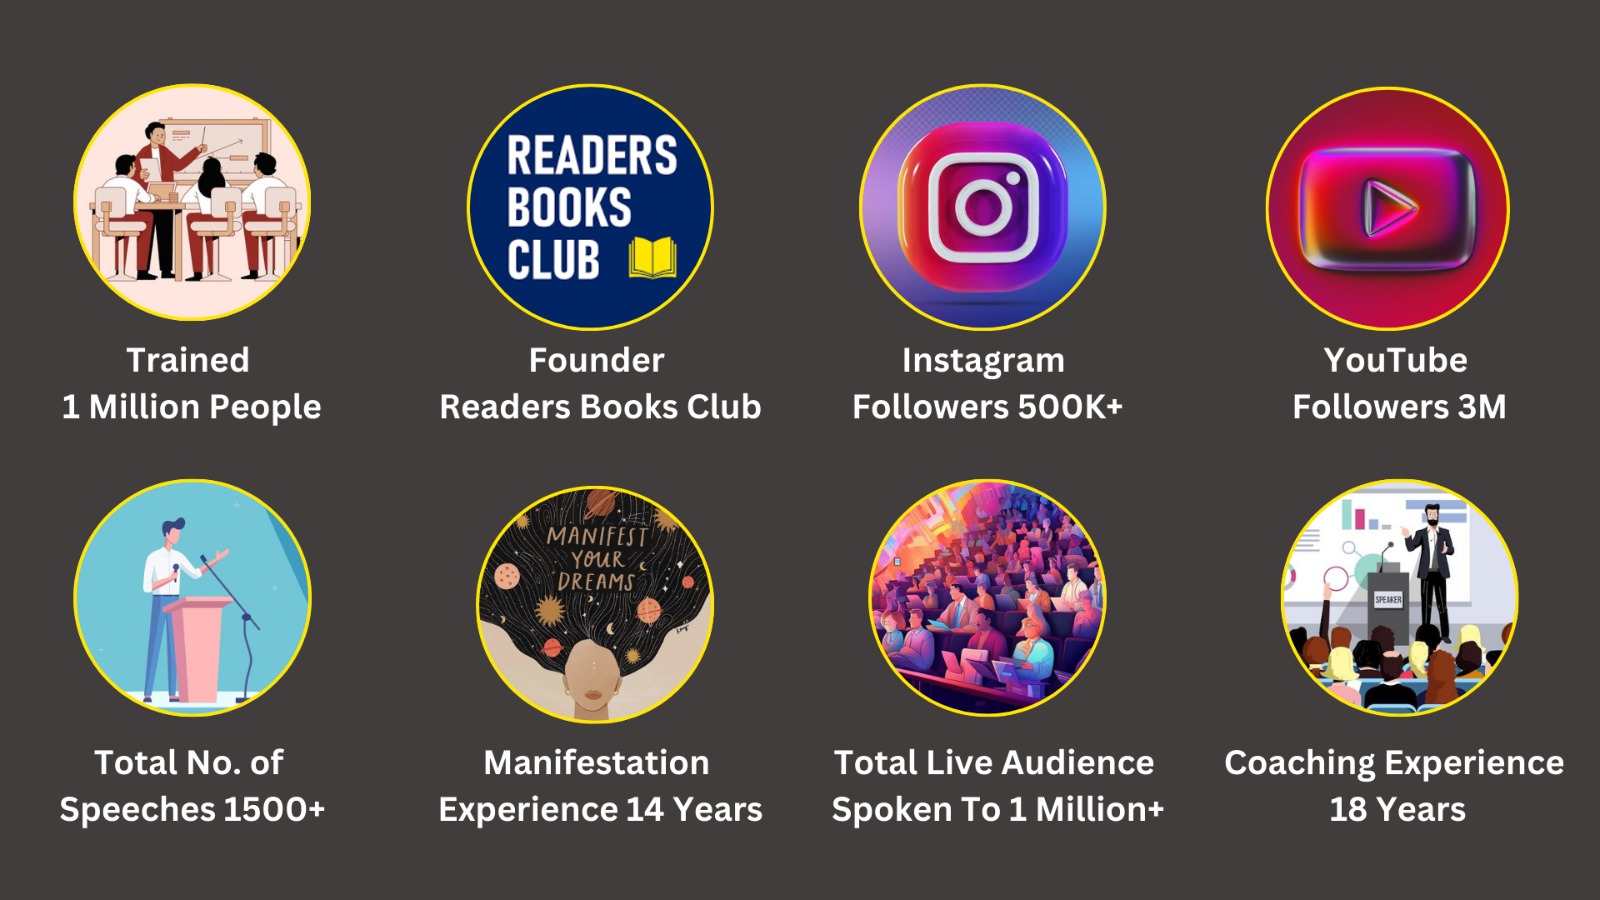 READERS
BOOKS
CLUB
Trained
1 Million People
Founder
Readers Books Club
Instagram
Followers 500K+
YouTube
Followers 3M
MANIFEST
YOUR
DREAMS
SPEAKER
Total No. of
Speeches 1500+
Manifestation
Experience 14 Years
Total Live Audience
Spoken To 1 Million+
Coaching Experience
18 Years